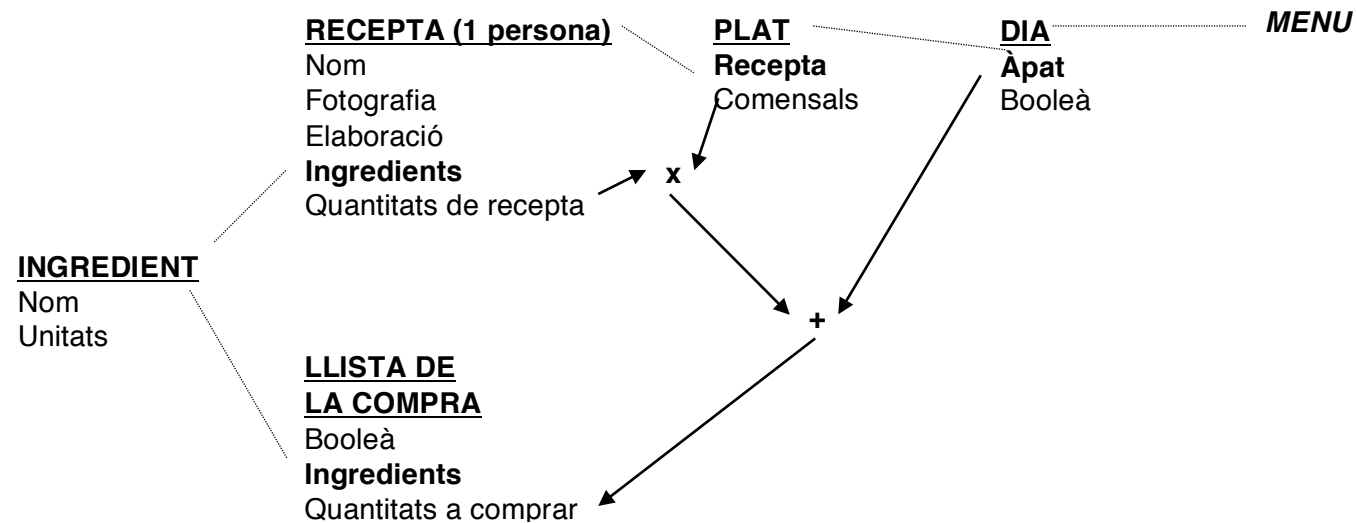 RECEPTA (1 persona)
Nom
Fotografia
Elaboració
Ingredients
Quantitats de recepta
PLAT
Recepta
Comensals
DIA
Àpat
Booleà
MENU
x
INGREDIENT
Nom
Unitats
+
LLISTA DE
LA COMPRA
Booleà
Ingredients
Quantitats a comprar